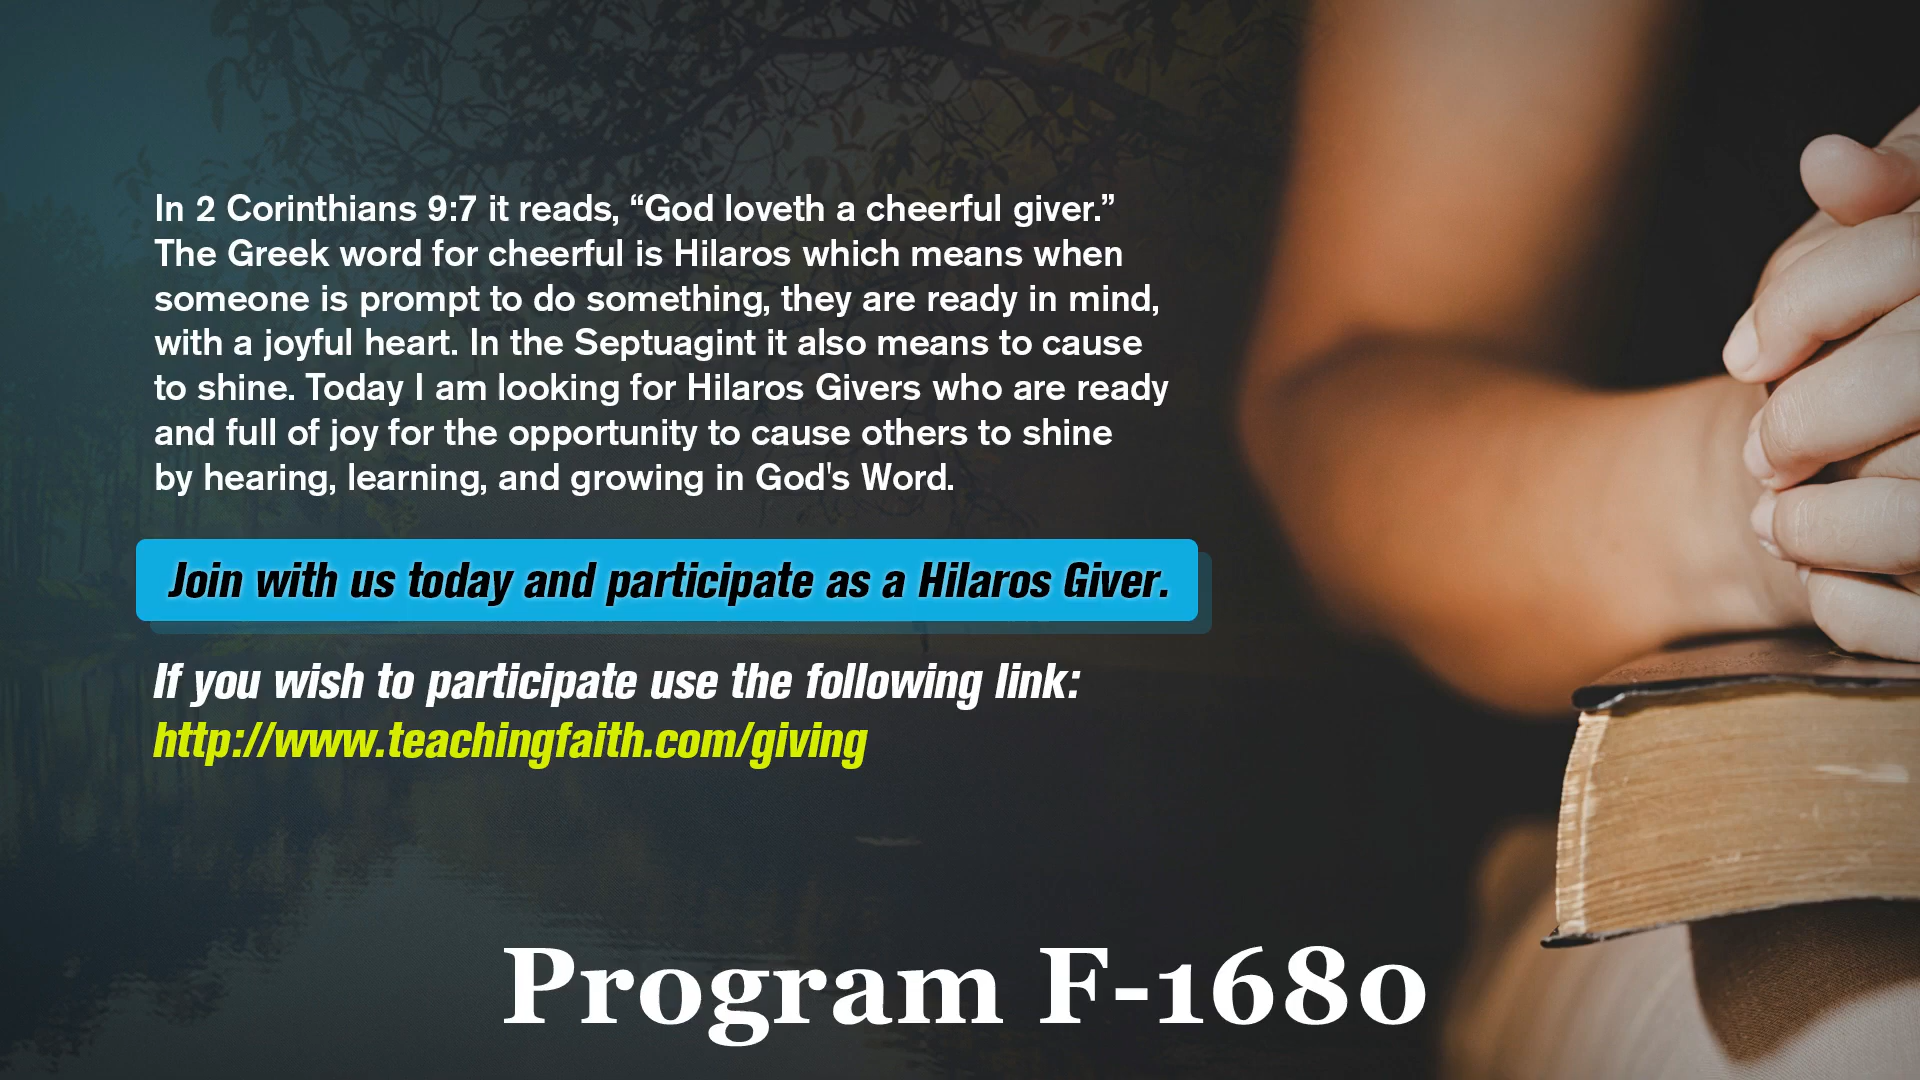 In 2 Corinthians 9:7 it reads, “God loveth a cheerful giver.”
The Greek word for cheerful is Hilaros which means when
someone is prompt to do something, they are ready in mind,
with a joyful heart. In the Septuagint it also means to cause
to shine. Today I am looking for Hilaros Givers who are ready
and full of joy for the opportunity to cause others to shine
by hearing, learning, and growing in God's Word.
Join with us today and participate as a Hilaros Giver.
If you wish to participate use the following link:
http://www.teachingfaith.com/giving
Program F-1680